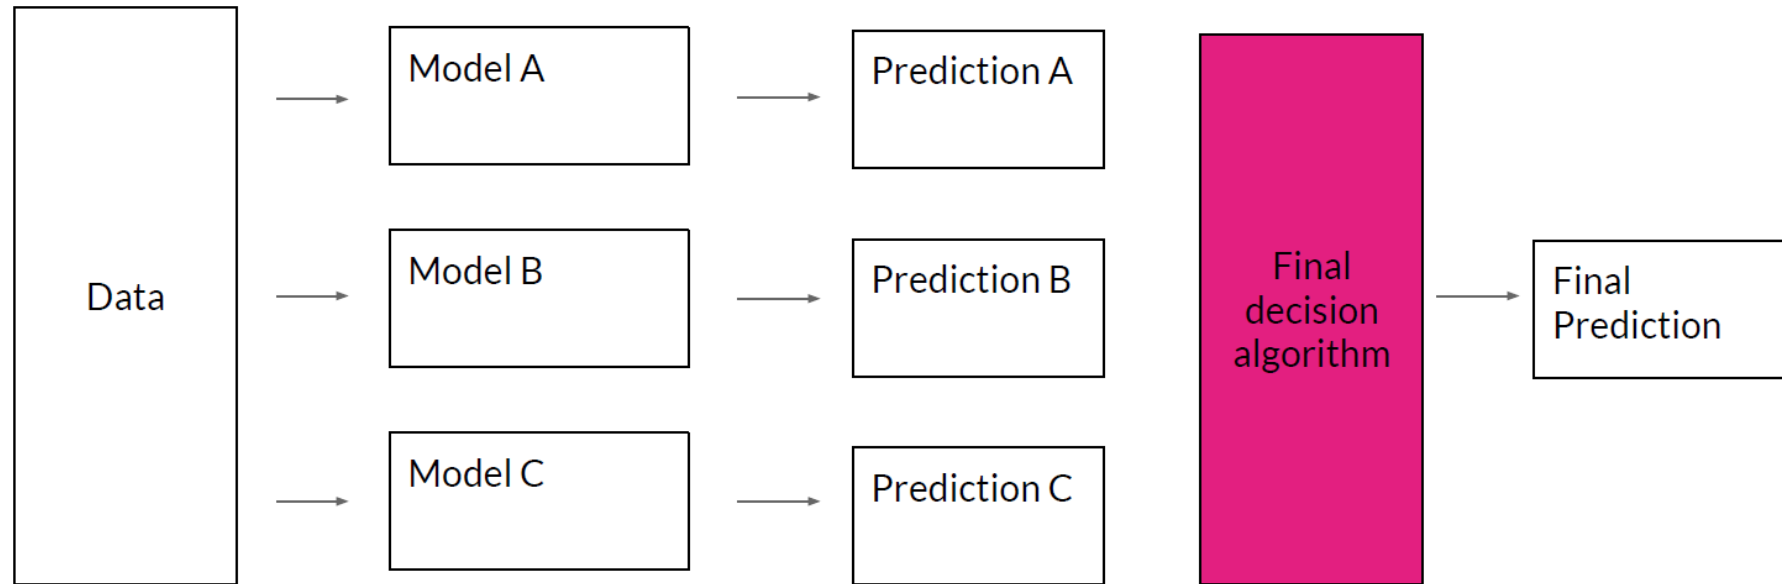 Data
Model A
Prediction A
Model B
Prediction B
Model C
Prediction C
Final
decision
algorithm
Final
Prediction